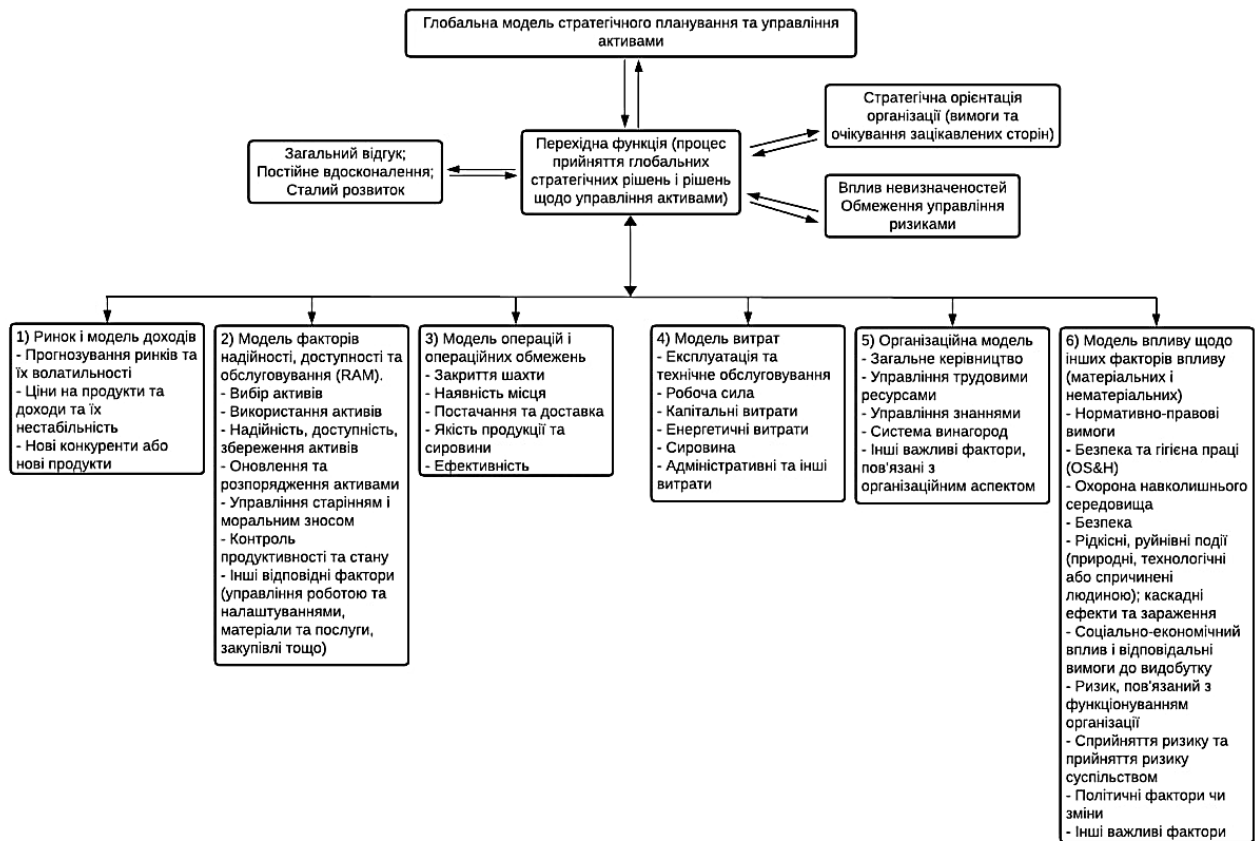 Глобальна модель стратегічного планування та управління
активами
Стратегічна орієнтація
організації (вимоги та
очікування зацікавлених сторін)
Перехідна функція (процес
прийняття глобальних
стратегічних рішень і рішень
щодо управління активами)
Загальний відгук;
Постійне вдосконалення;
Сталий розвиток
Вплив невизначеностей
Обмеження управління
ризиками
1) Ринок і модель доходів
- Прогнозування ринків та
їх волатильності
- Ціни на продукти та
доходи та їх
нестабільність
- Нові конкуренти або
нові продукти
2) Модель факторів
надійності, доступності та
обслуговування (RAM).
- Вибір активів
- Використання активів
- Надійність, доступність,
збереження активів
- Оновлення та
розпорядження активами
- Управління старінням і
моральним зносом
- Контроль
продуктивності та стану
- Інші відповідні фактори
(управління роботою та
налаштуваннями,
матеріали та послуги,
закупівлі тощо)
3) Модель операцій і
операційних обмежень
- Закриття шахти
- Наявність місця
- Постачання та доставка
- Якість продукції та
сировини
- Ефективність
4) Модель витрат
- Експлуатація та
технічне обслуговування
- Робоча сила
- Капітальні витрати
- Енергетичні витрати
- Сировина
- Адміністративні та інші
витрати
5) Організаційна модель
- Загальне керівництво
- Управління трудовими
ресурсами
- Управління знаннями
- Система винагород
- Інші важливі фактори,
пов'язані з
організаційним аспектом
6) Модель впливу щодо
інших факторів впливу
(матеріальних і
нематеріальних)
- Нормативно-правові
вимоги
- Безпека та гігієна праці
(OS&H)
- Охорона навколишнього
середовища
- Безпека
- Рідкісні, руйнівні події
(природні, технологічні
або спричинені
людиною); каскадні
ефекти та зараження
- Соціально-економічний
вплив і відповідальні
вимоги до видобутку
- Ризик, пов'язаний з
функціонуванням
організації
- Сприйняття ризику та
прийняття ризику
суспільством
- Політичні фактори чи
зміни
- Інші важливі фактори